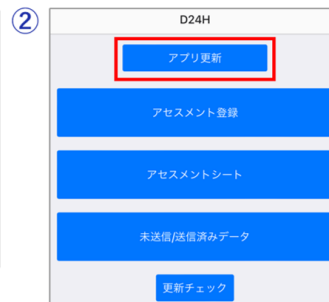 ②
D24H
アプリ更新
アセスメント登録
アセスメントシート
未送信/送信済みデータ
更新チェック